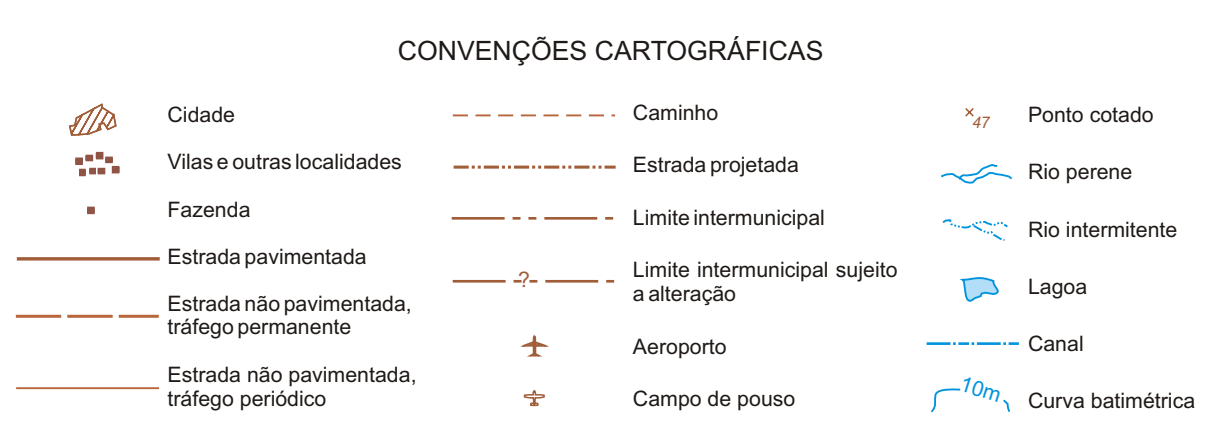 CONVENÇÕES CARTOGRÁFICAS
Cidade
Vilas e outras localidades
Fazenda
Estrada pavimentada
Estrada não pavimentada,
tráfego permanente
Estrada não pavimentada,
tráfego periódico
Caminho
Estrada projetada
Limite intermunicipal
?
Limite intermunicipal sujeito
a alteração
Aeroporto
Campo de pouso
×47
Ponto cotado
Rio perene
Rio intermitente
Lagoa
Canal
10m
Curva batimétrica